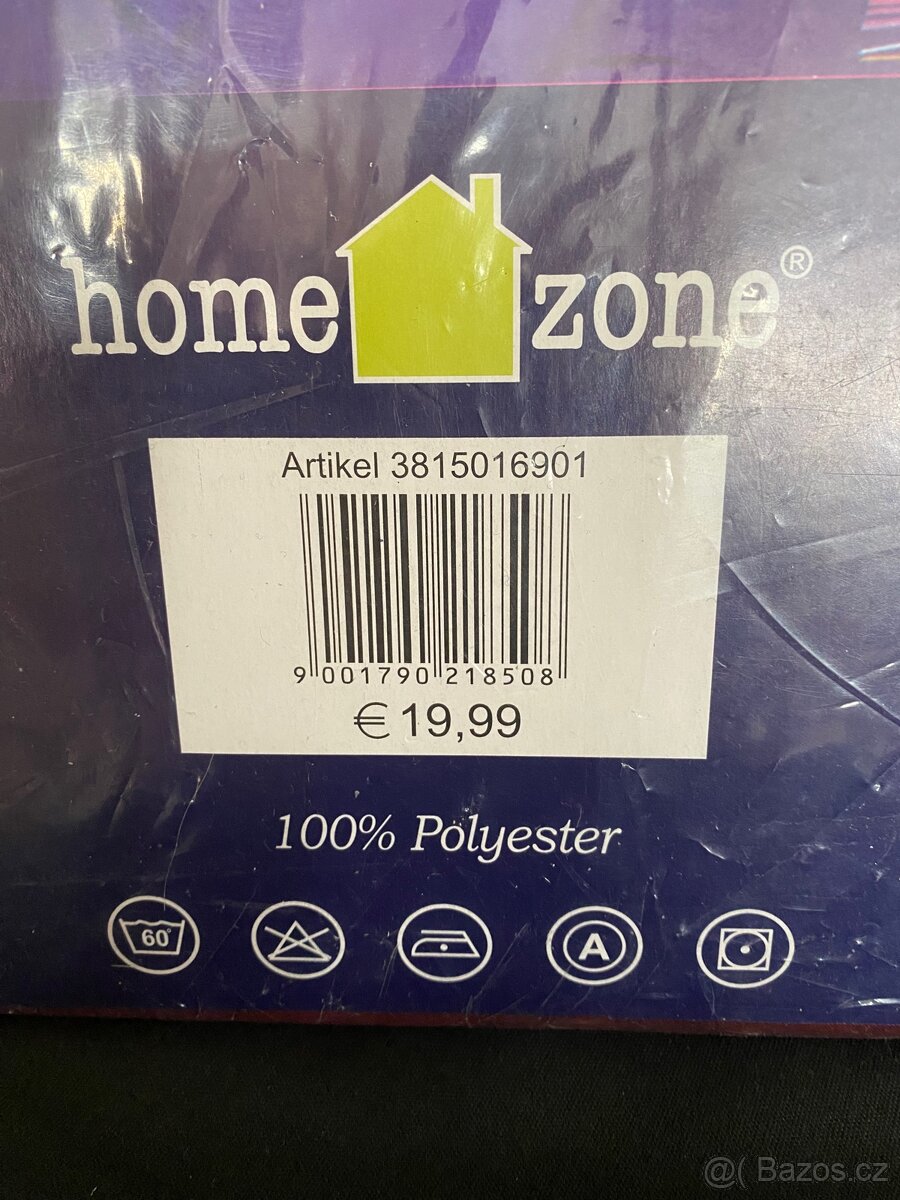 home zone®
Artikel 3815016901
9 001790 218508
€ 19,99
100% Polyester
60°
A
@( Bazos.cz